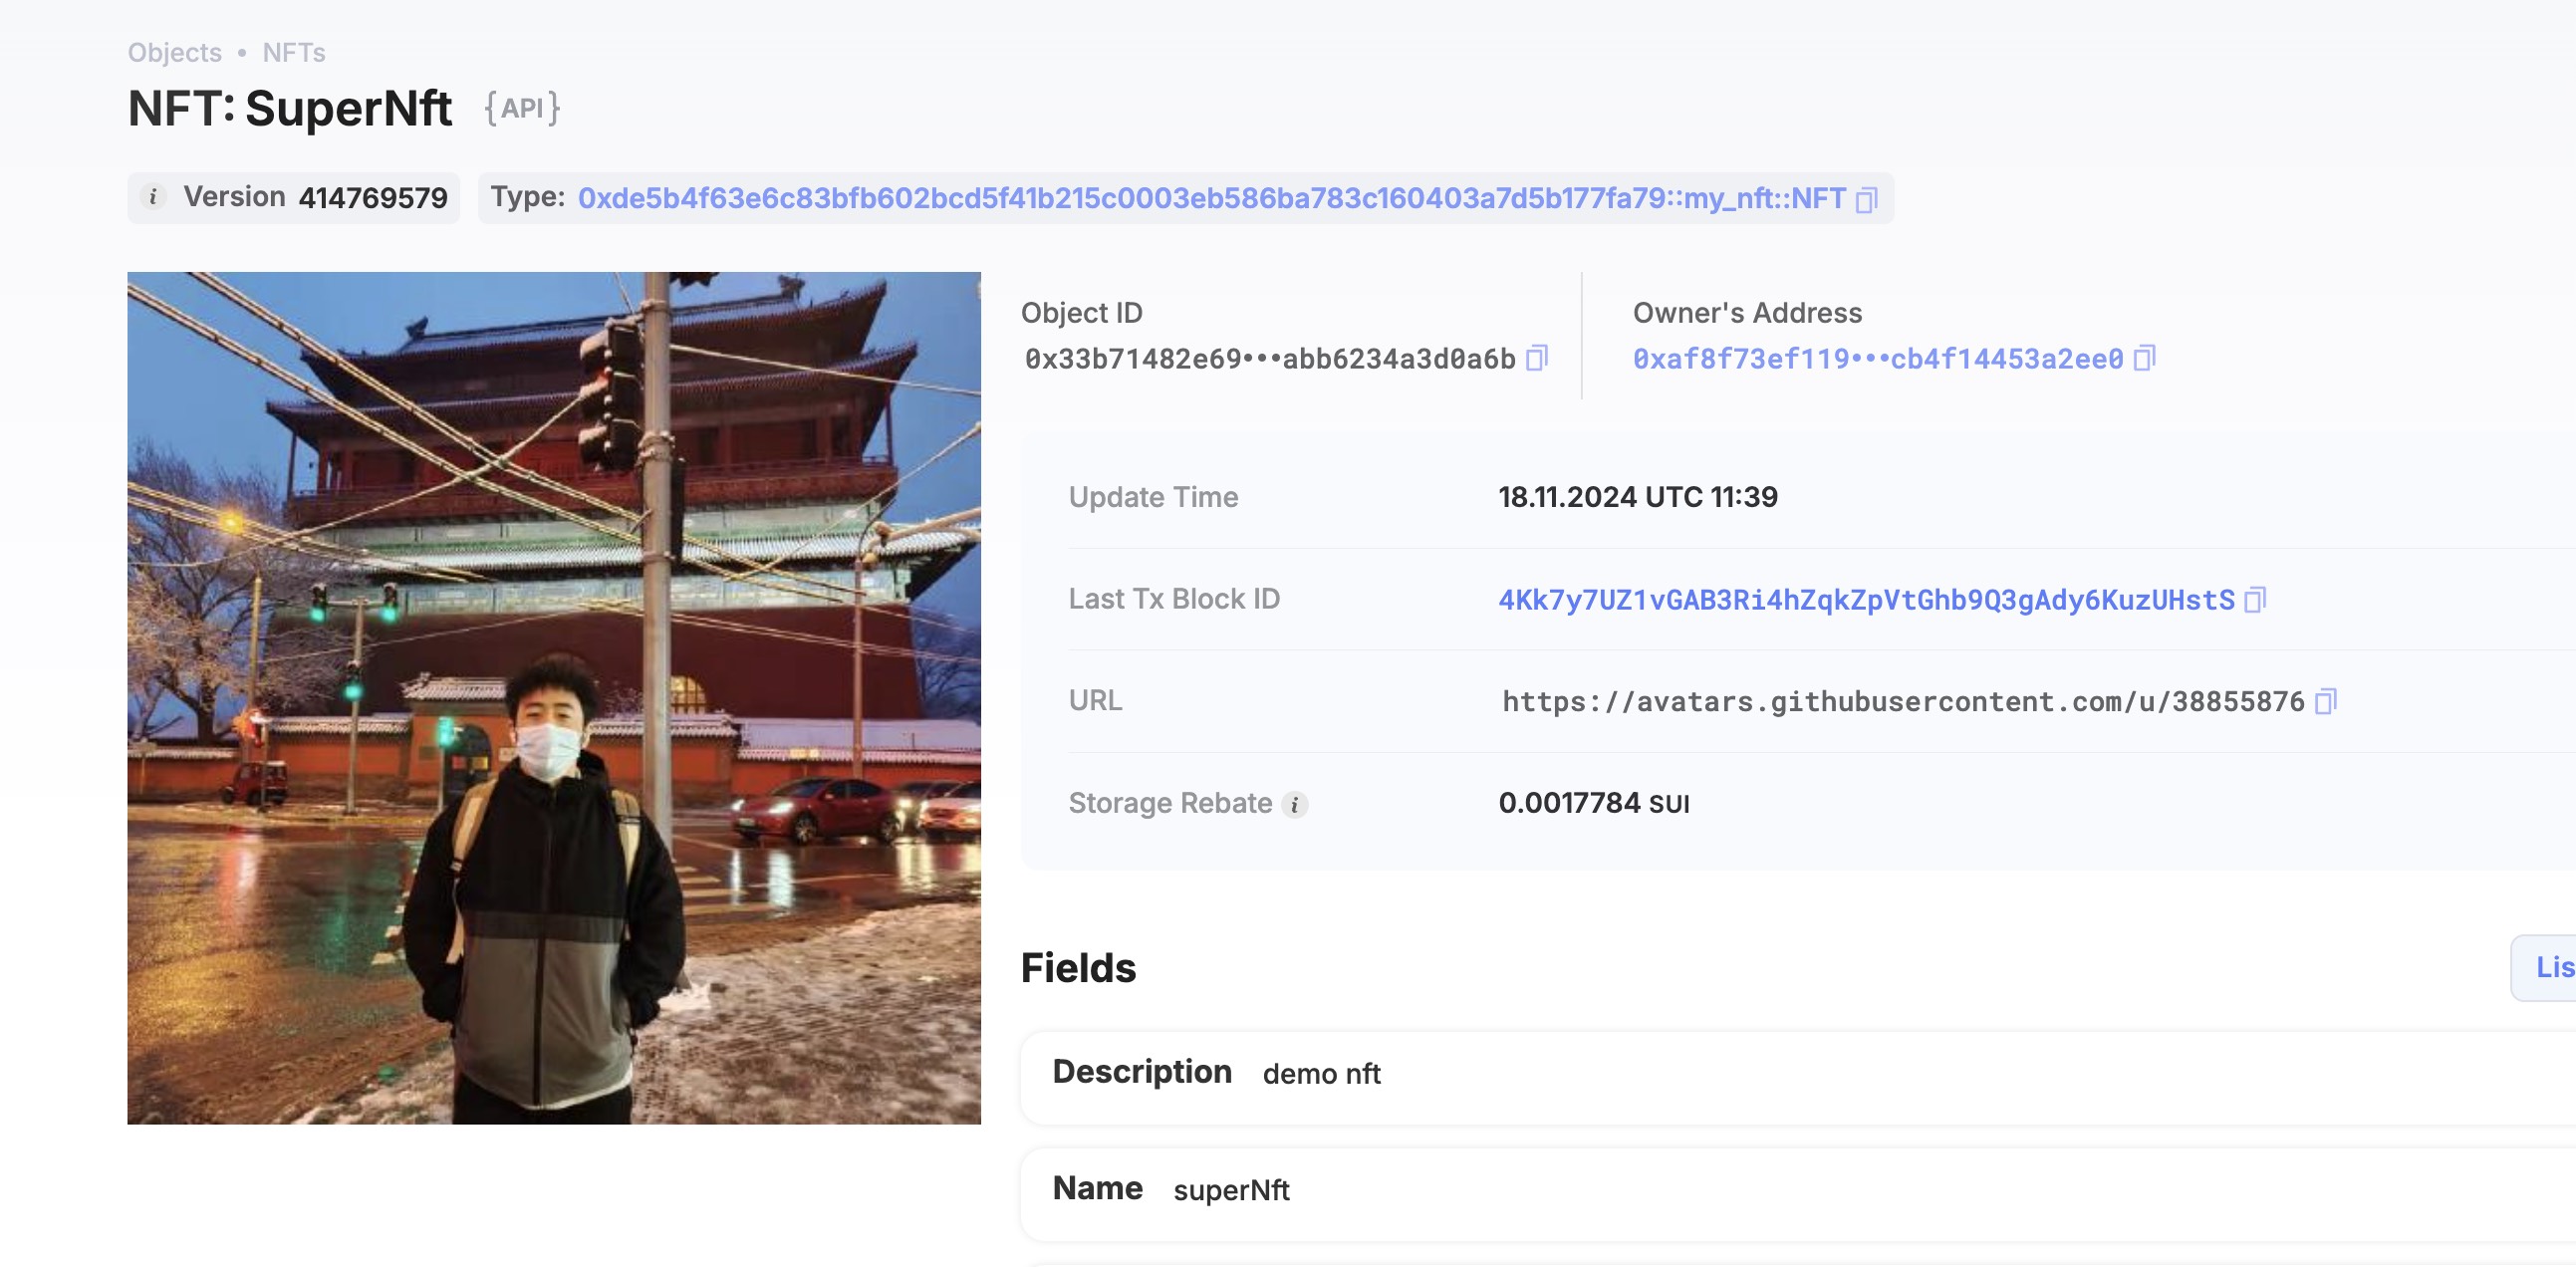 Objects • NFTs
NFT: SuperNft {API}
i Version 414769579 Type: 0xde5b4f63e6c83bfb602bcd5f41b215c0003eb586ba783c160403a7d5b177fa79::my_nft::NFT
Object ID
0x33b71482e69•••abb6234a3d0a6b
Owner's Address
0xaf8f73ef119•••cb4f14453a2ee0
Update Time 18.11.2024 UTC 11:39
Last Tx Block ID 4Kk7y7UZ1vGAB3Ri4hZqkZpVtGhb9Q3gAdy6KuzUHstS
URL https://avatars.githubusercontent.com/u/38855876
Storage Rebate i 0.0017784 SUI
Fields
Lis
Description demo nft
Name superNft